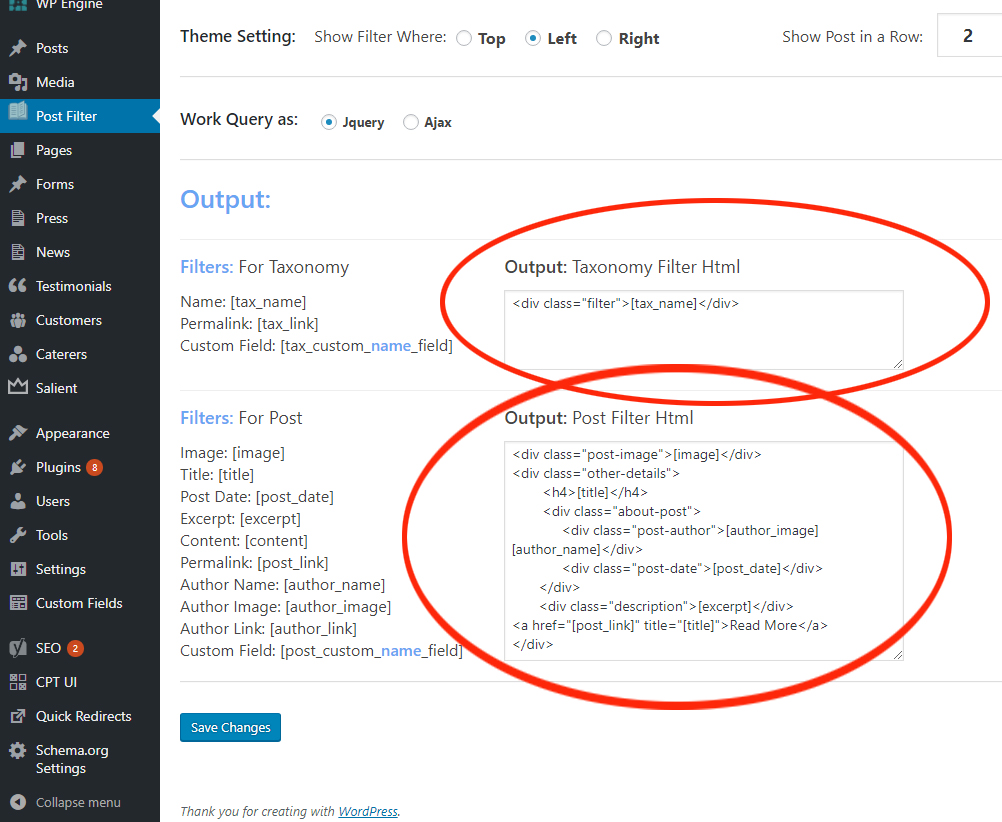 WP Engine
Posts
Media
Post Filter
Pages
Forms
Press
News
Testimonials
Customers
Caterers
Salient
Appearance
Plugins 8
Users
Tools
Settings
Custom Fields
SEO 2
CPT UI
Quick Redirects
Schema.org
Settings
Collapse menu
Theme Setting: Show Filter Where: Top Left Right Show Post in a Row: 2
Work Query as: Jquery Ajax
Output:
Filters: For Taxonomy
Name: [tax_name]
Permalink: [tax_link]
Custom Field: [tax_custom_name_field]
Output: Taxonomy Filter Html
<div class="filter">[tax_name]</div>
Filters: For Post
Image: [image]
Title: [title]
Post Date: [post_date]
Excerpt: [excerpt]
Content: [content]
Permalink: [post_link]
Author Name: [author_name]
Author Image: [author_image]
Author Link: [author_link]
Custom Field: [post_custom_name_field]
Output: Post Filter Html
<div class="post-image">[image]</div>
<div class="other-details">
<h4>[title]</h4>
<div class="about-post">
<div class="post-author">[author_image]
[author_name]</div>
<div class="post-date">[post_date]</div>
</div>
<div class="description">[excerpt]</div>
<a href="[post_link]" title="[title]">Read More</a>
</div>
Save Changes
Thank you for creating with WordPress.